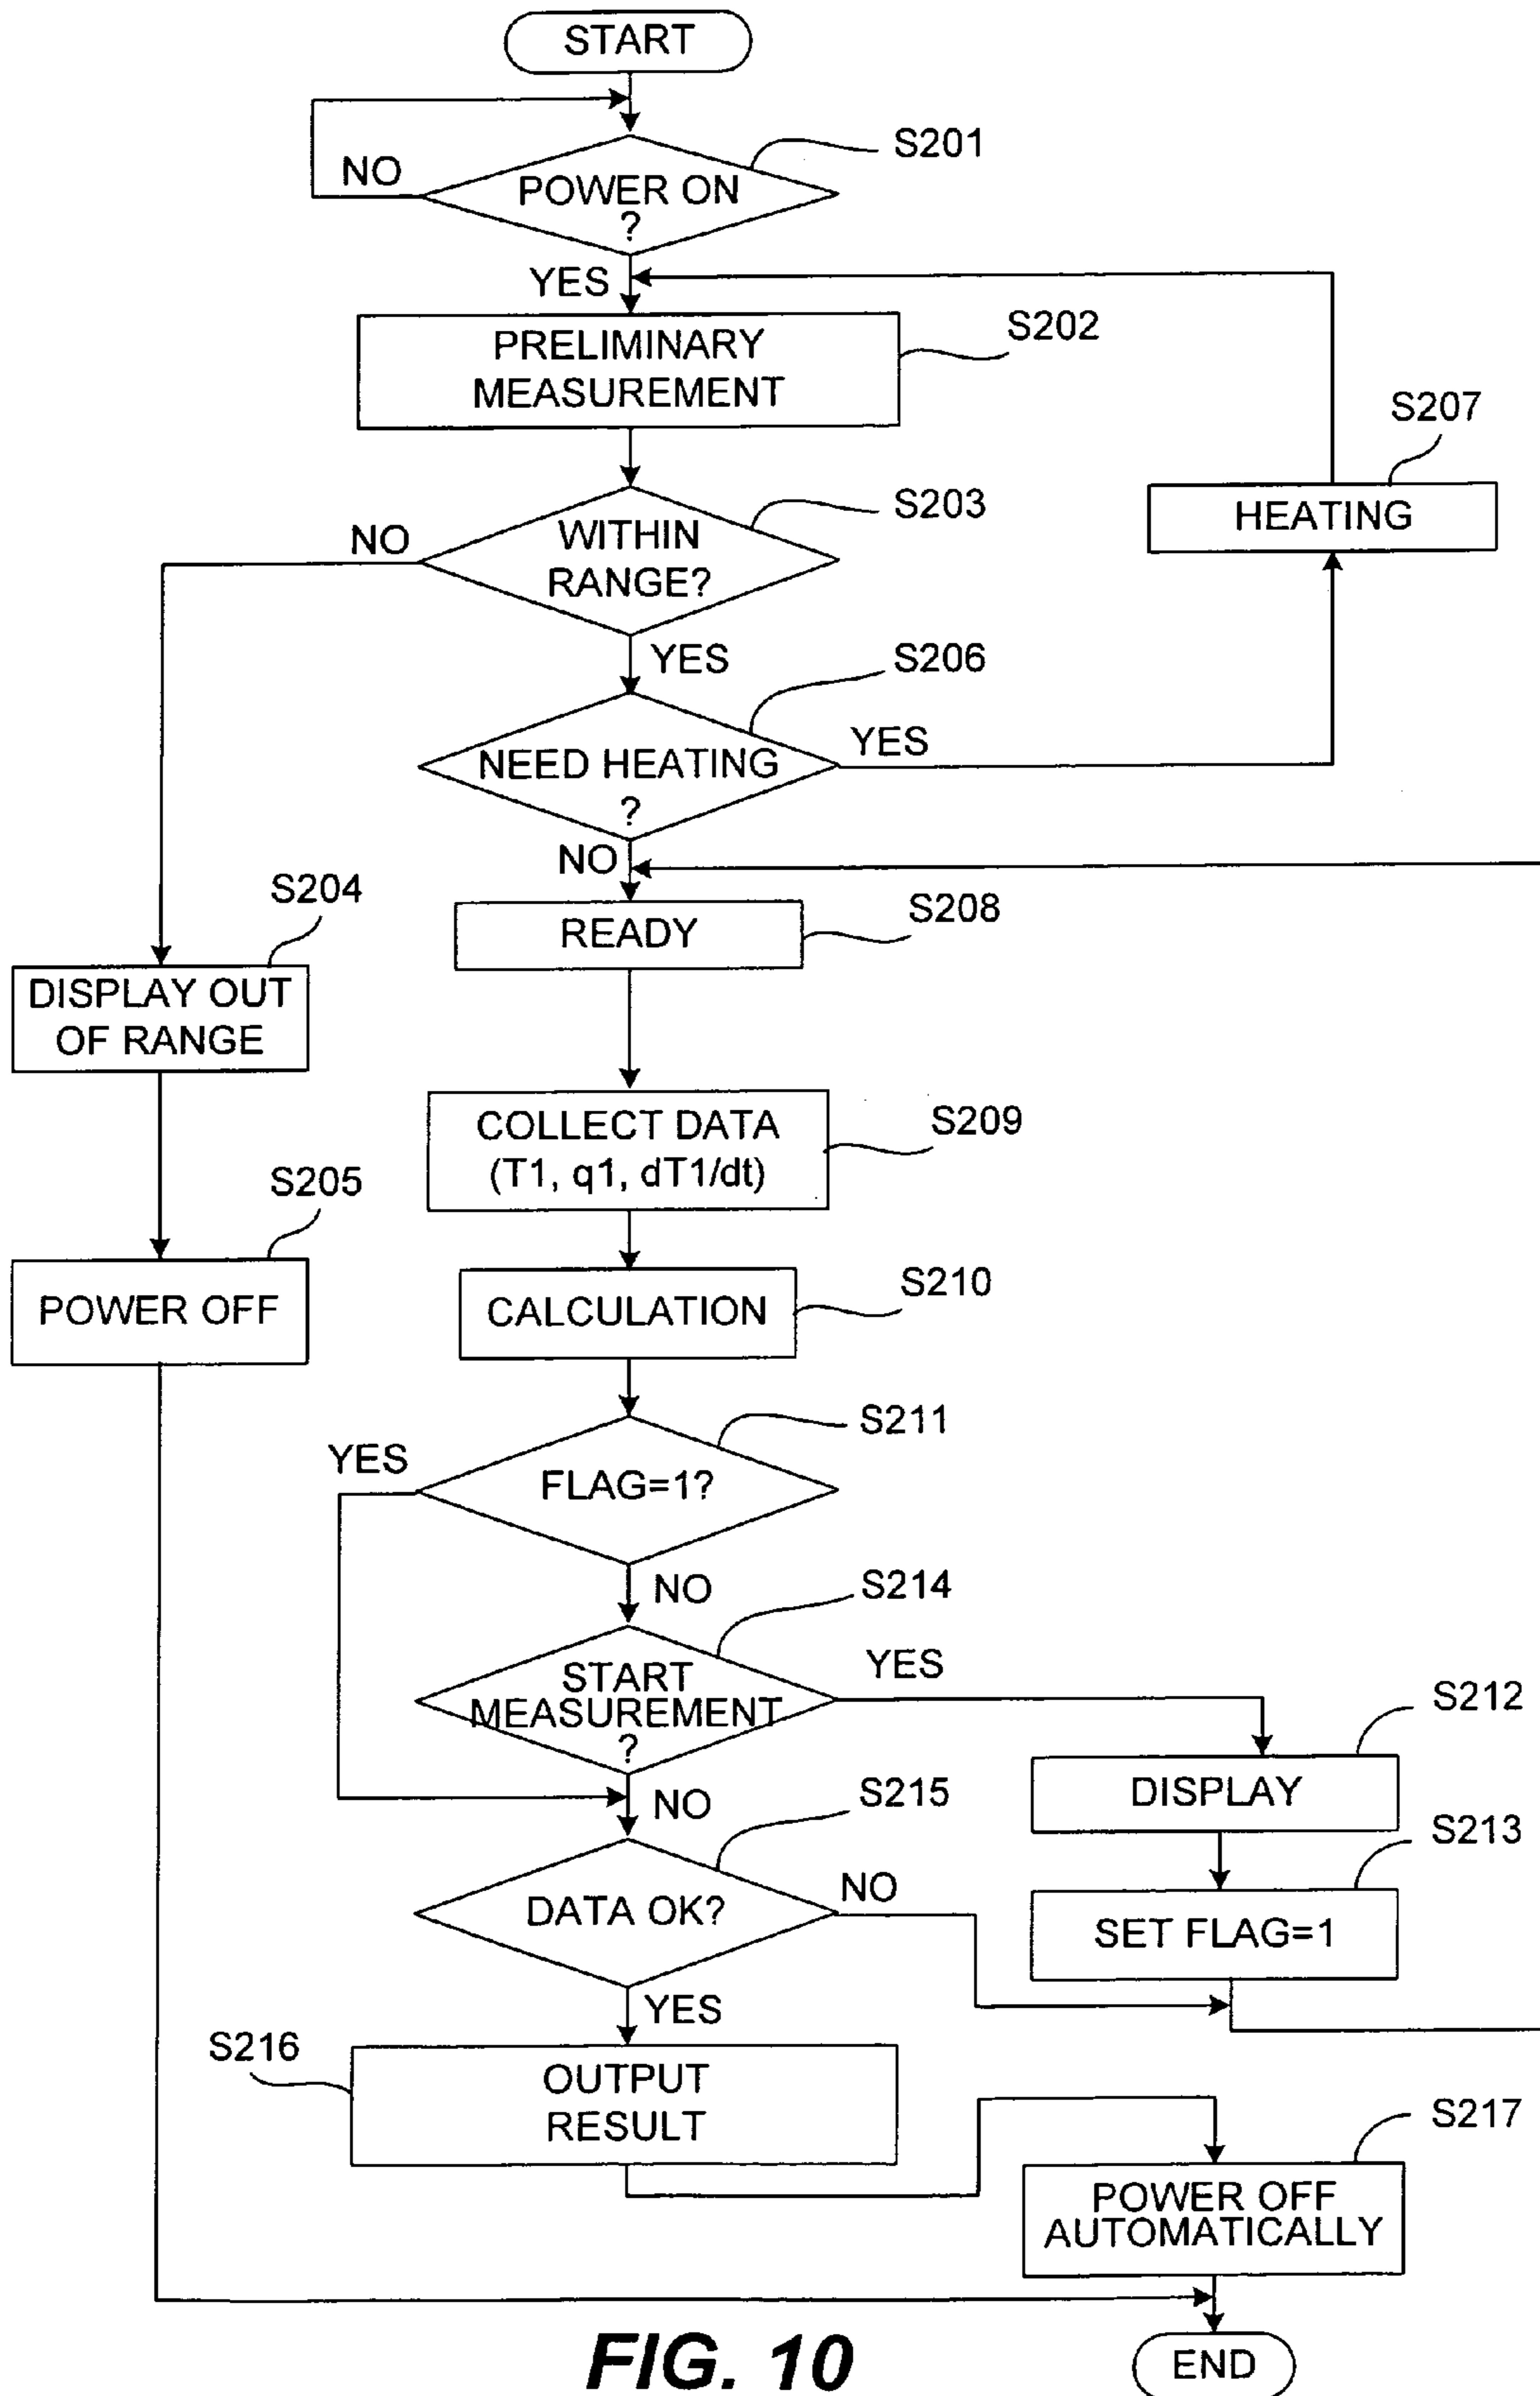 START
S201
NO
POWER ON
?
YES
S202
PRELIMINARY
MEASUREMENT
S207
HEATING
S203
NO
WITHIN
RANGE?
YES
S206
NEED HEATING
?
YES
NO
S204
DISPLAY OUT
OF RANGE
S208
READY
S209
COLLECT DATA
(T1, q1, dT1/dt)
S205
POWER OFF
S210
CALCULATION
S211
YES
FLAG=1?
NO
S214
START
MEASUREMENT
?
YES
S212
DISPLAY
NO
S215
S213
DATA OK?
NO
SET FLAG=1
YES
S216
OUTPUT
RESULT
S217
POWER OFF
AUTOMATICALLY
END
FIG. 10